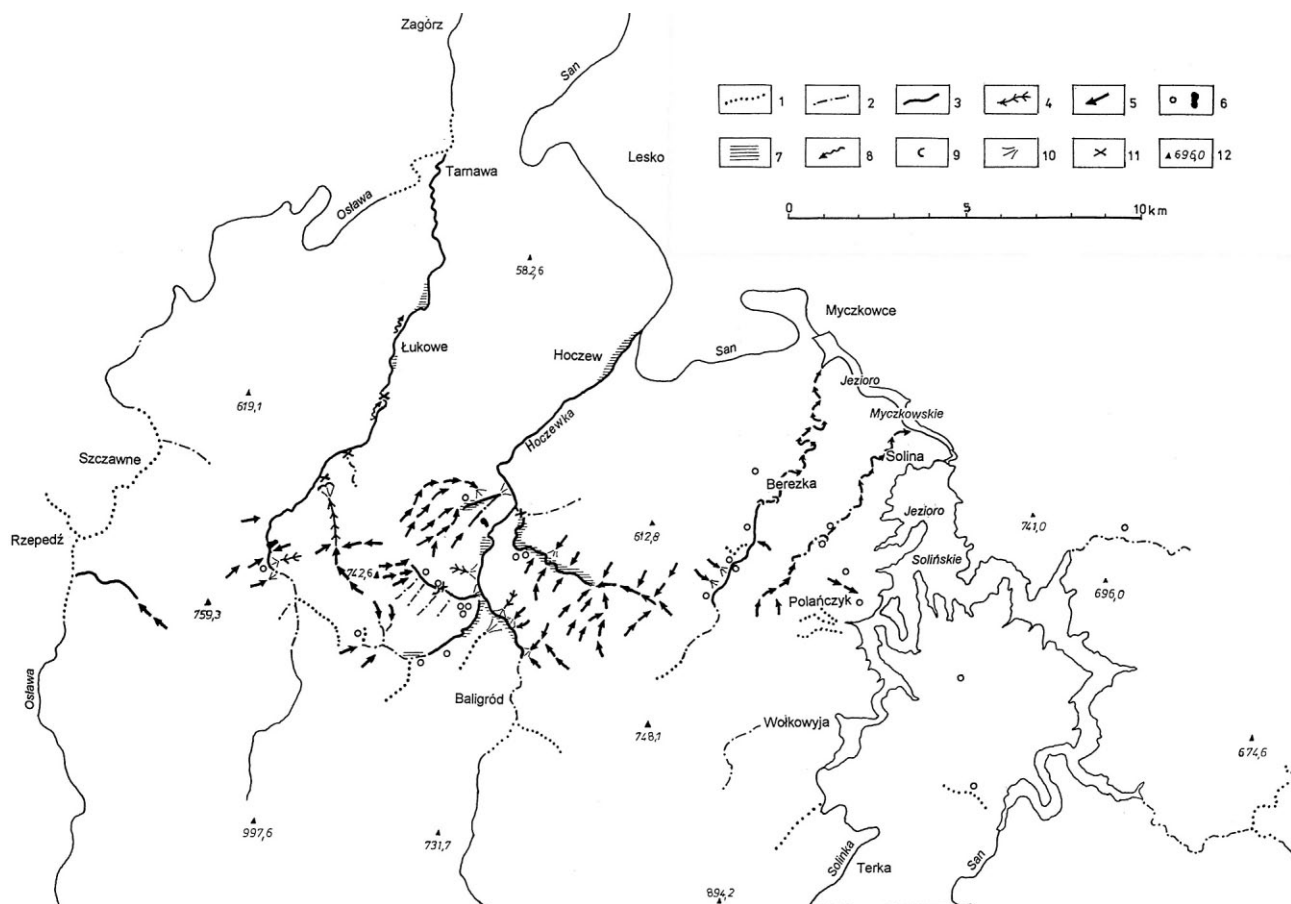 Zagórz
San
1
2
3
4
5
6
7
8
9
10
11
696,0
12
0
5
10 km
Lesko
Tarnawa
Osława
582,6
Myczkowce
Łukowe
Hoczew
San
Jezioro
619,1
Myczkowskie
Hoczewka
Solina
Szczawne
Berezka
Jezioro
741,0
612,8
Rzepedź
Solińskie
742,6
696,0
759,3
Polańczyk
Osława
Baligród
748,1
Wołkowyja
674,6
997,6
731,7
Solinka
Terka
San
894,2